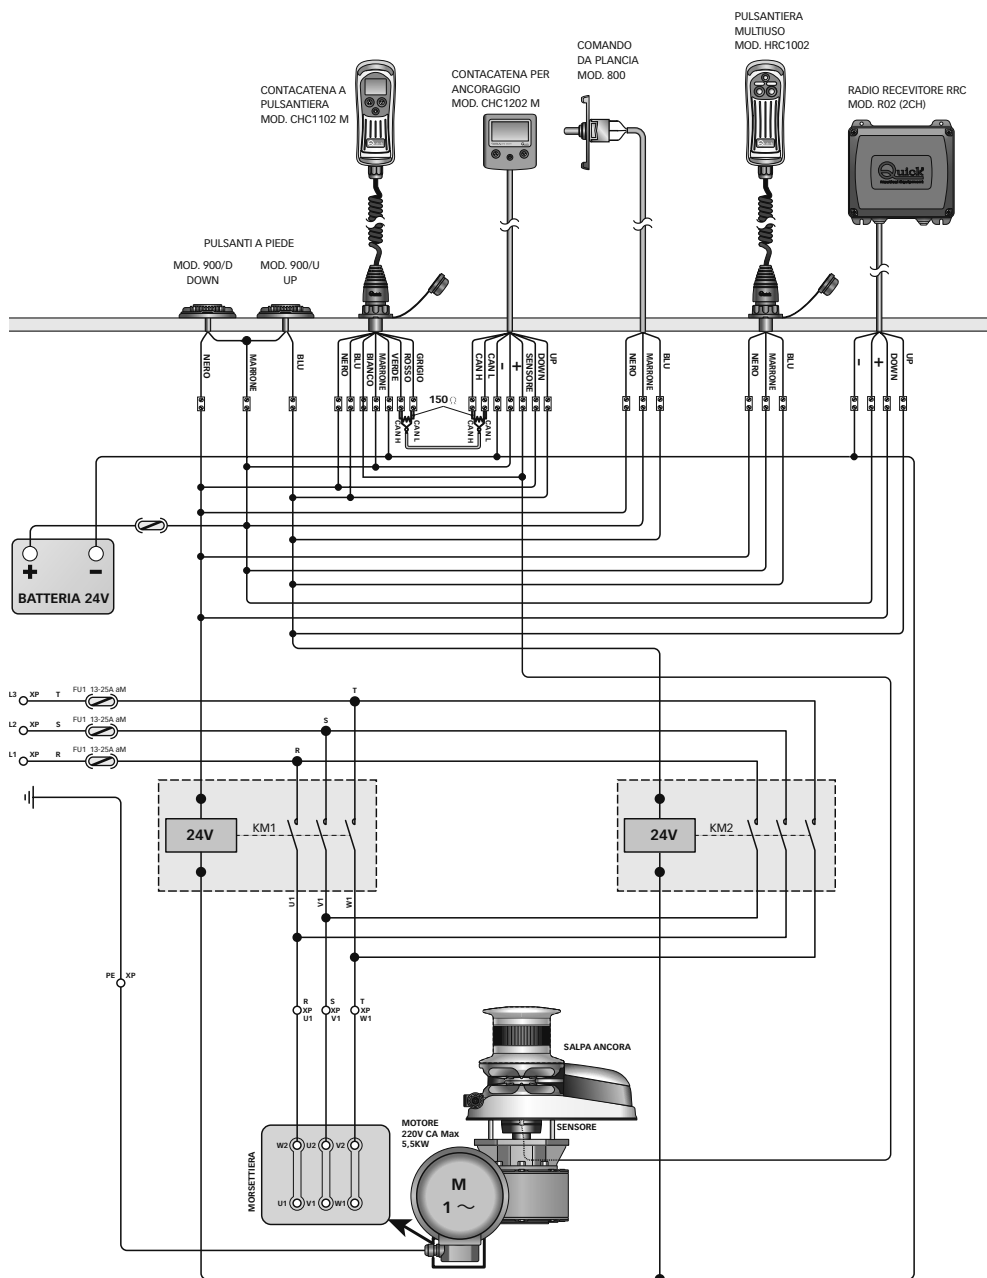 PULSANTIERA
MULTIUSO
MOD. HRC1002
COMANDO
DA PLANCIA
MOD. 800
CONTACATENA PER
ANCORAGGIO
MOD. CHC1202 M
CONTACATENA A
PULSANTIERA
MOD. CHC1102 M
RADIO RECEVITORE RRC
MOD. R02 (2CH)
Quick
PULSANTI A PIEDE
MOD. 900/D
DOWN
MOD. 900/U
UP
NERO
MARRONE
BLU
NERO
BLU
BIANCO
MARRONE
VERDE
ROSSO
GRIGIO
CAN H
CAN L
-
+
SENSORE
DOWN
UP
NERO
MARRONE
BLU
NERO
MARRONE
BLU
-
+
DOWN
UP
150 Ω
CAN H
CAN L
CAN H
CAN L
+
-
BATTERIA 24V
L3 XP T FU1 13-25A aM
T
L2 XP S FU1 13-25A aM
S
L1 XP R FU1 13-25A aM
R
24V
KM1
24V
KM2
U1
V1
W1
PE XP
R
XP
U1
S
XP
V1
T
XP
W1
SALPA ANCORA
SENSORE
MOTORE
220V CA Max
5,5KW
MORSETTIERA
W2 U2 V2
U1 V1 W1
M
1 ~